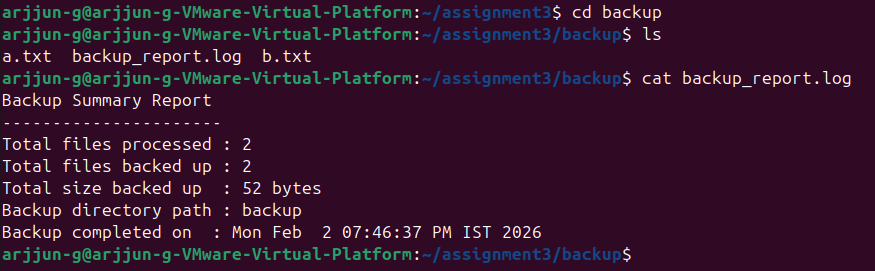 arjjun-g@arjjun-g-VMware-Virtual-Platform:~/assignment3$ cd backup
arjjun-g@arjjun-g-VMware-Virtual-Platform:~/assignment3/backup$ ls
a.txt  backup_report.log  b.txt
arjjun-g@arjjun-g-VMware-Virtual-Platform:~/assignment3/backup$ cat backup_report.log
Backup Summary Report
----------------------
Total files processed : 2
Total files backed up : 2
Total size backed up  : 52 bytes
Backup directory path : backup
Backup completed on  : Mon Feb  2 07:46:37 PM IST 2026
arjjun-g@arjjun-g-VMware-Virtual-Platform:~/assignment3/backup$